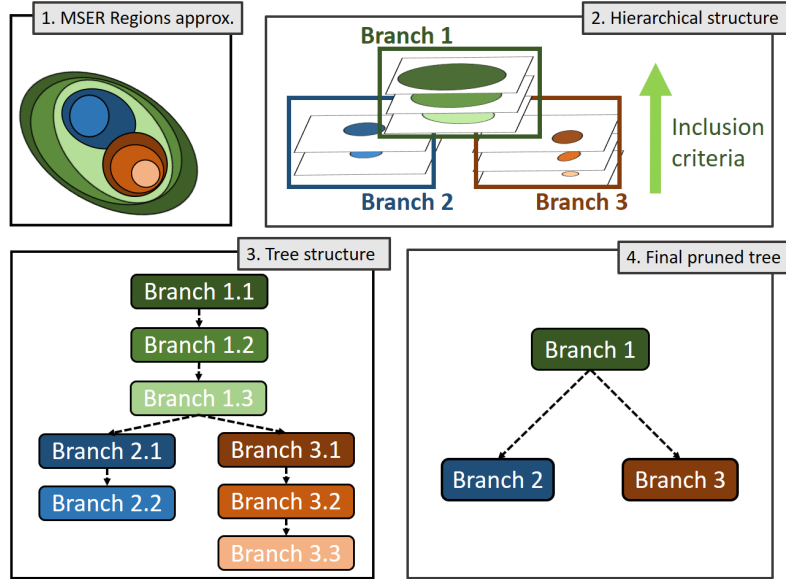 1. MSER Regions approx.
2. Hierarchical structure
Branch 1
Inclusion
criteria
Branch 2
Branch 3
3. Tree structure
Branch 1.1
Branch 1.2
Branch 1.3
Branch 2.1
Branch 3.1
Branch 2.2
Branch 3.2
Branch 3.3
4. Final pruned tree
Branch 1
Branch 2
Branch 3